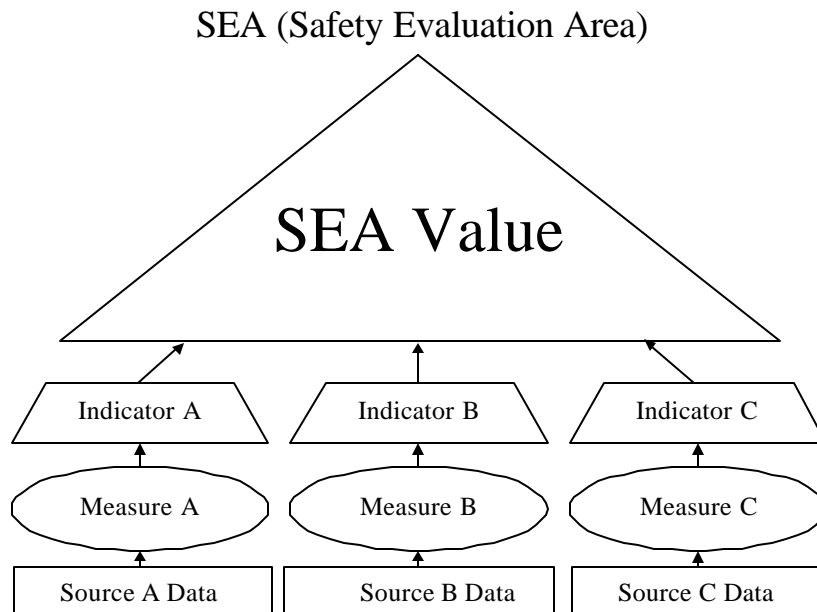 SEA (Safety Evaluation Area)
SEA Value
Indicator A
Indicator B
Indicator C
Measure A
Measure B
Measure C
Source A Data
Source B Data
Source C Data